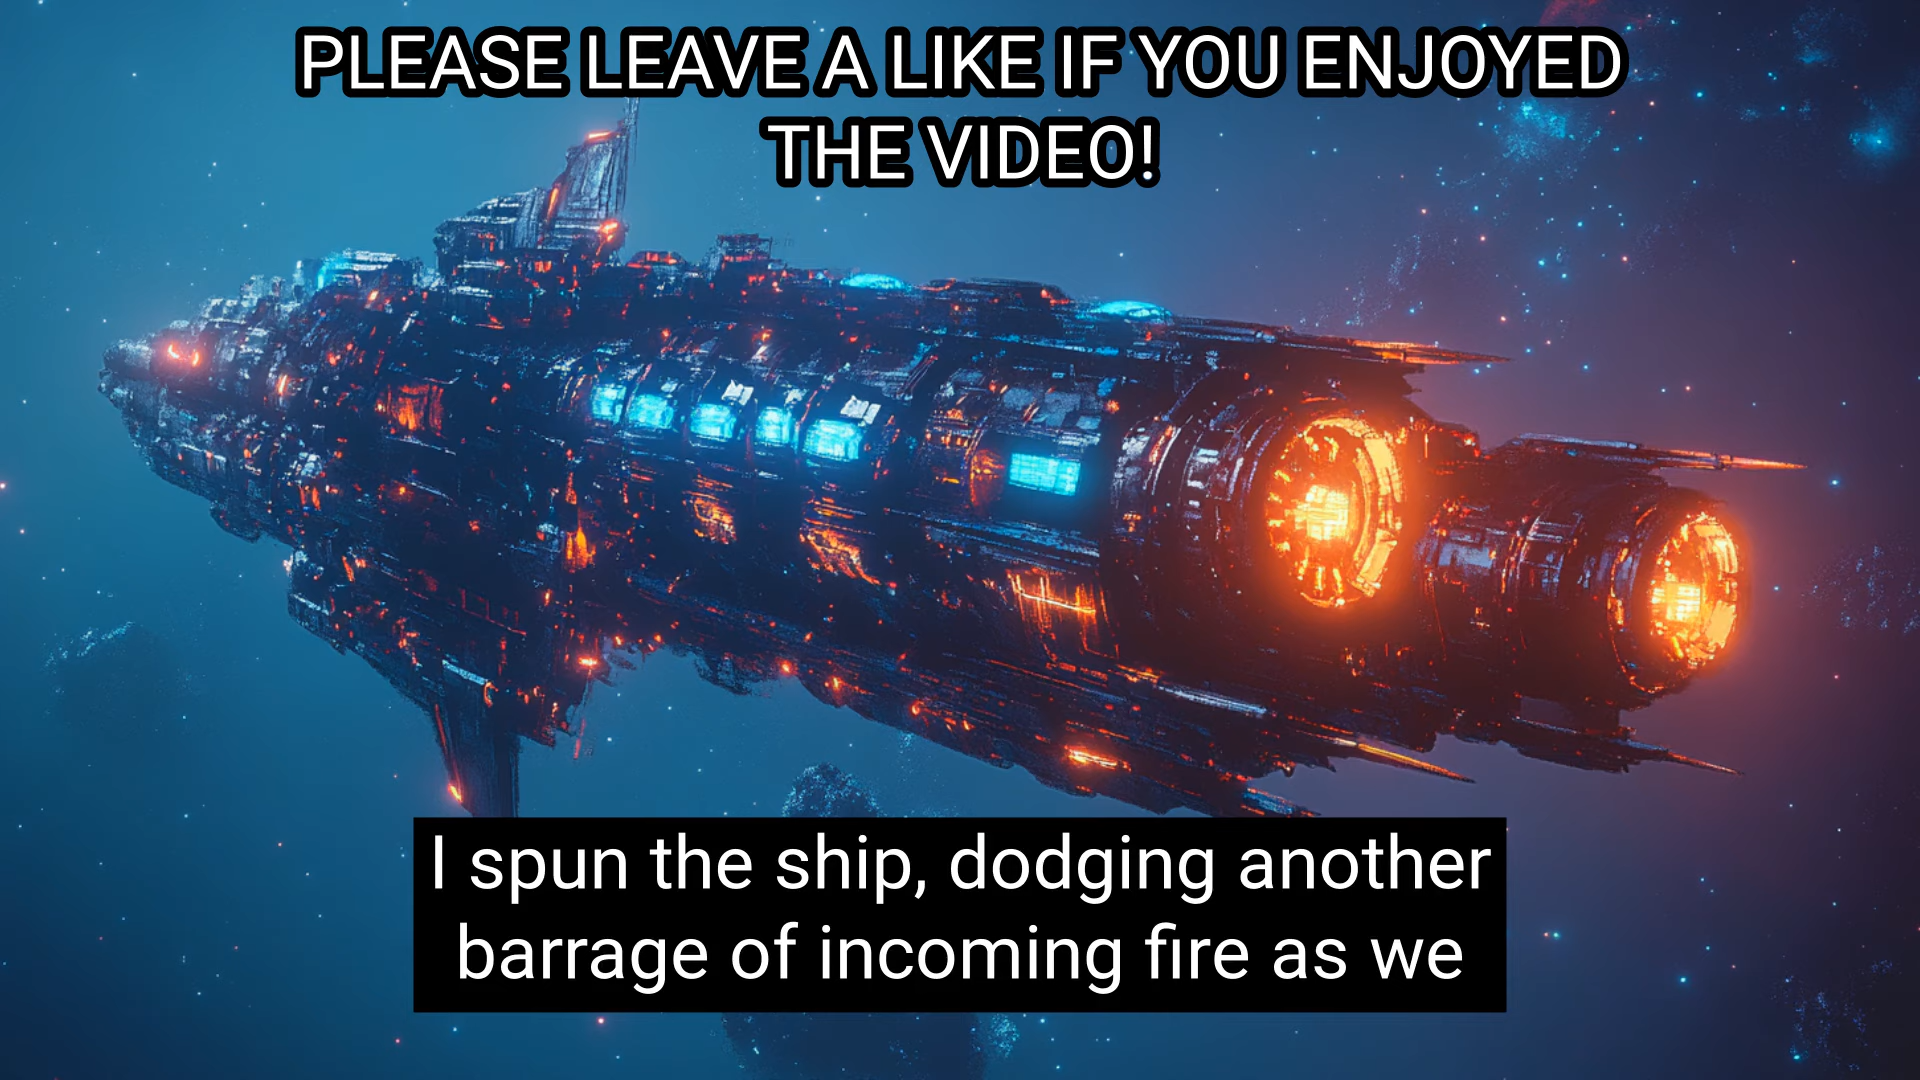 PLEASE LEAVE A LIKE IF YOU ENJOYED
THE VIDEO!
I spun the ship, dodging another
barrage of incoming fire as we